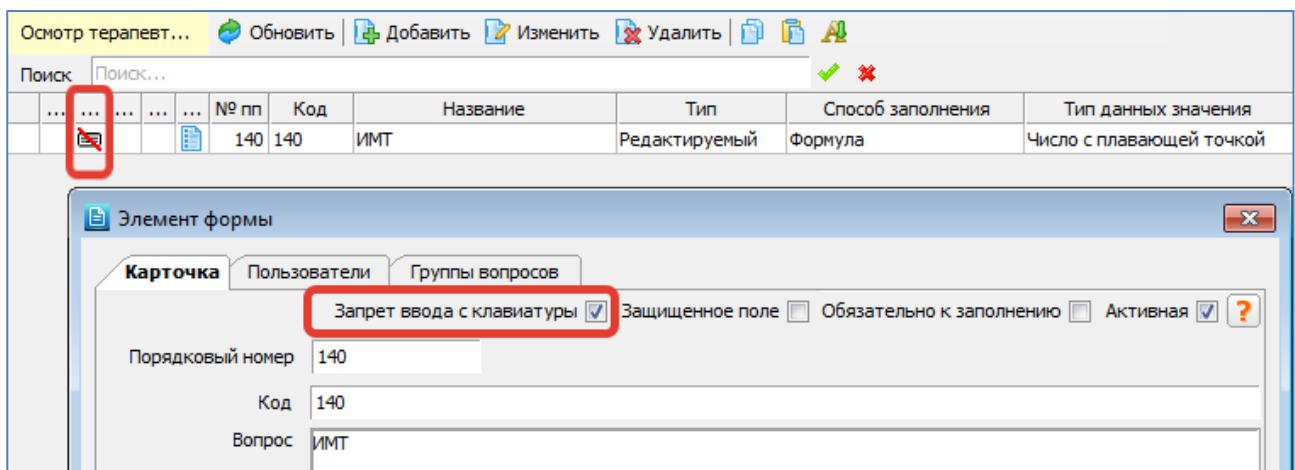 Осмотр терапевт... Обновить Добавить Изменить Удалить
Поиск Поиск...
... ... ... ... ... № пп Код Название Тип Способ заполнения Тип данных значения
140 140 ИМТ Редактируемый Формула Число с плавающей точкой
Элемент формы
Карточка Пользователи Группы вопросов
Запрет ввода с клавиатуры Защищенное поле Обязательно к заполнению Активная ?
Порядковый номер 140
Код 140
Вопрос ИМТ